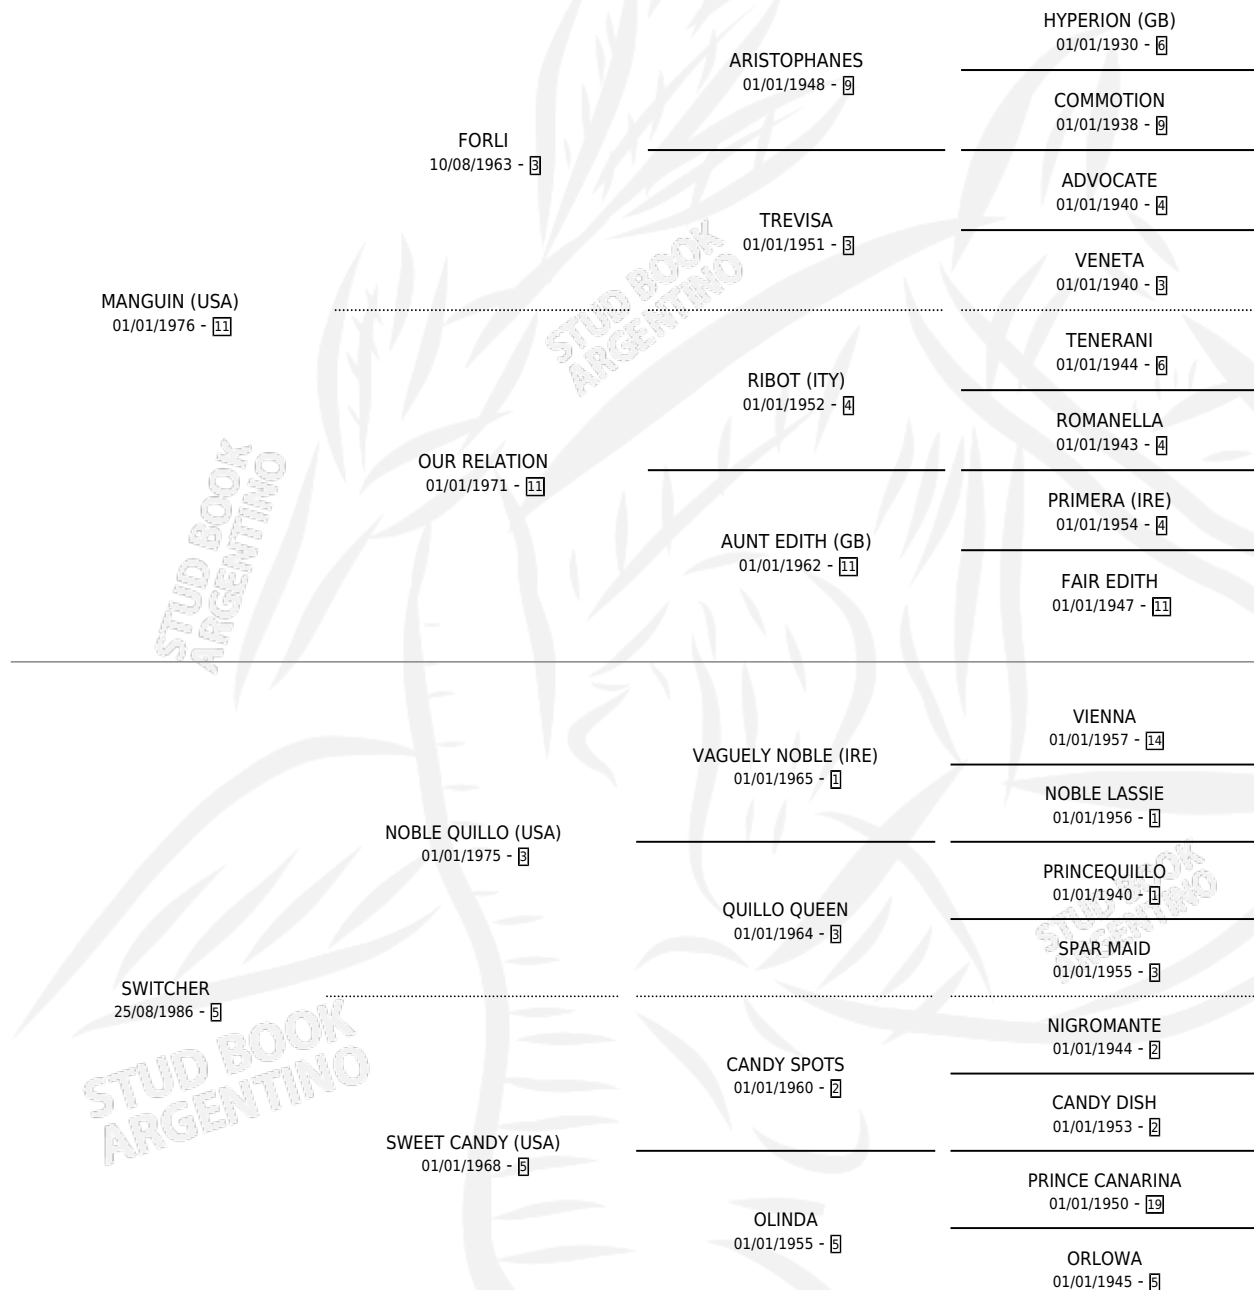 HYPERION (GB)
01/01/1930 - 6
ARISTOPHANES
01/01/1948 - 9
COMMOTION
01/01/1938 - 9
FORLI
10/08/1963 - 3
ADVOCATE
01/01/1940 - 4
TREVISA
01/01/1951 - 3
VENETA
01/01/1940 - 3
MANGUIN (USA)
01/01/1976 - 11
TENERANI
01/01/1944 - 6
RIBOT (ITY)
01/01/1952 - 4
ROMANELLA
01/01/1943 - 4
OUR RELATION
01/01/1971 - 11
PRIMERA (IRE)
01/01/1954 - 4
AUNT EDITH (GB)
01/01/1962 - 11
FAIR EDITH
01/01/1947 - 11
VIENNA
01/01/1957 - 14
VAGUELY NOBLE (IRE)
01/01/1965 - 1
NOBLE LASSIE
01/01/1956 - 1
NOBLE QUILLO (USA)
01/01/1975 - 3
PRINCEQUILLO
01/01/1940 - 1
QUILLO QUEEN
01/01/1964 - 3
SPAR MAID
01/01/1955 - 3
SWITCHER
25/08/1986 - 5
NIGROMANTE
01/01/1944 - 2
CANDY SPOTS
01/01/1960 - 2
CANDY DISH
01/01/1953 - 2
SWEET CANDY (USA)
01/01/1968 - 5
PRINCE CANARINA
01/01/1950 - 19
OLINDA
01/01/1955 - 5
ORLOWA
01/01/1945 - 5
STUD BOOK
ARGENTINO
STUD BOOK
ARGENTINO
STUD BOOK
ARGENTINO
STUD BOOK
ARGENTINO